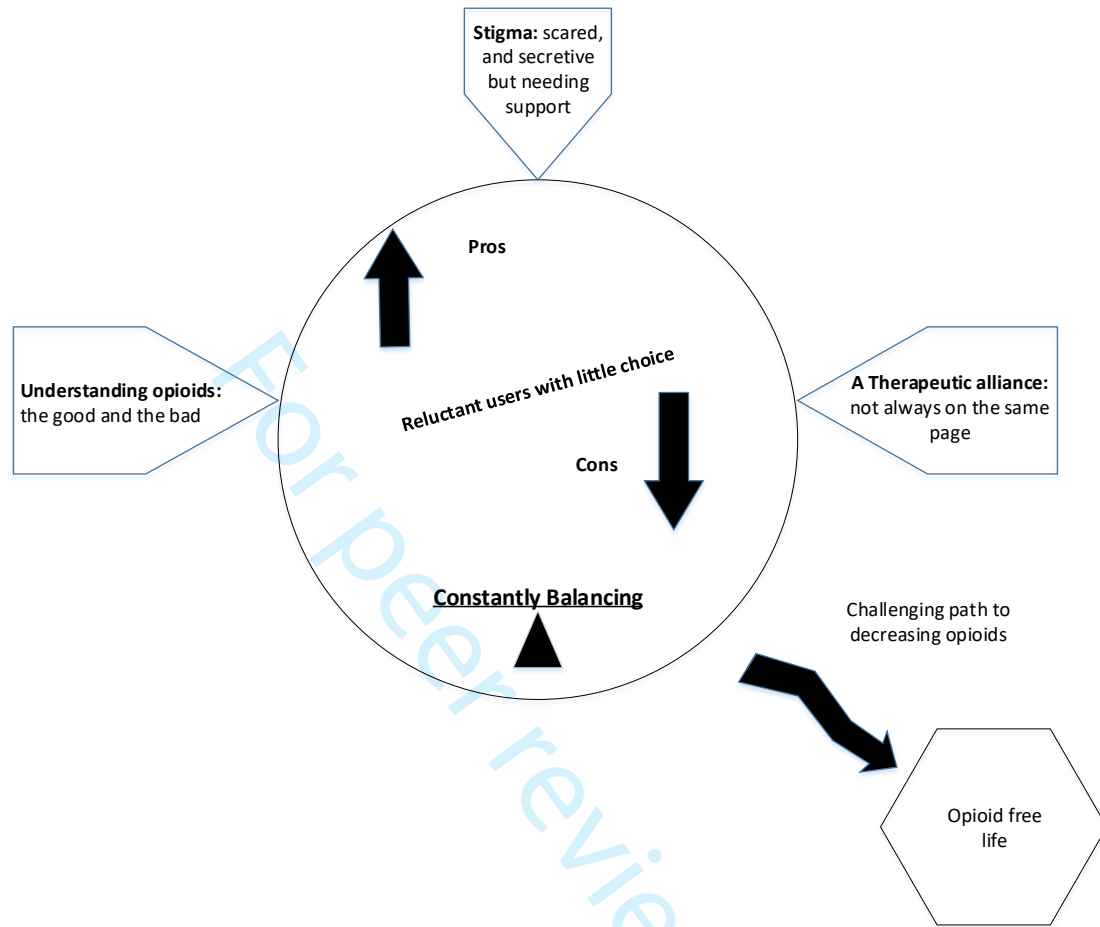 Stigma: scared,
and secretive
but needing
support
Pros
Reluctant users with little choice
Understanding opioids:
the good and the bad
A Therapeutic alliance:
not always on the same
page
Cons
Constantly Balancing
Challenging path to
decreasing opioids
Opioid free
life
For peer revie